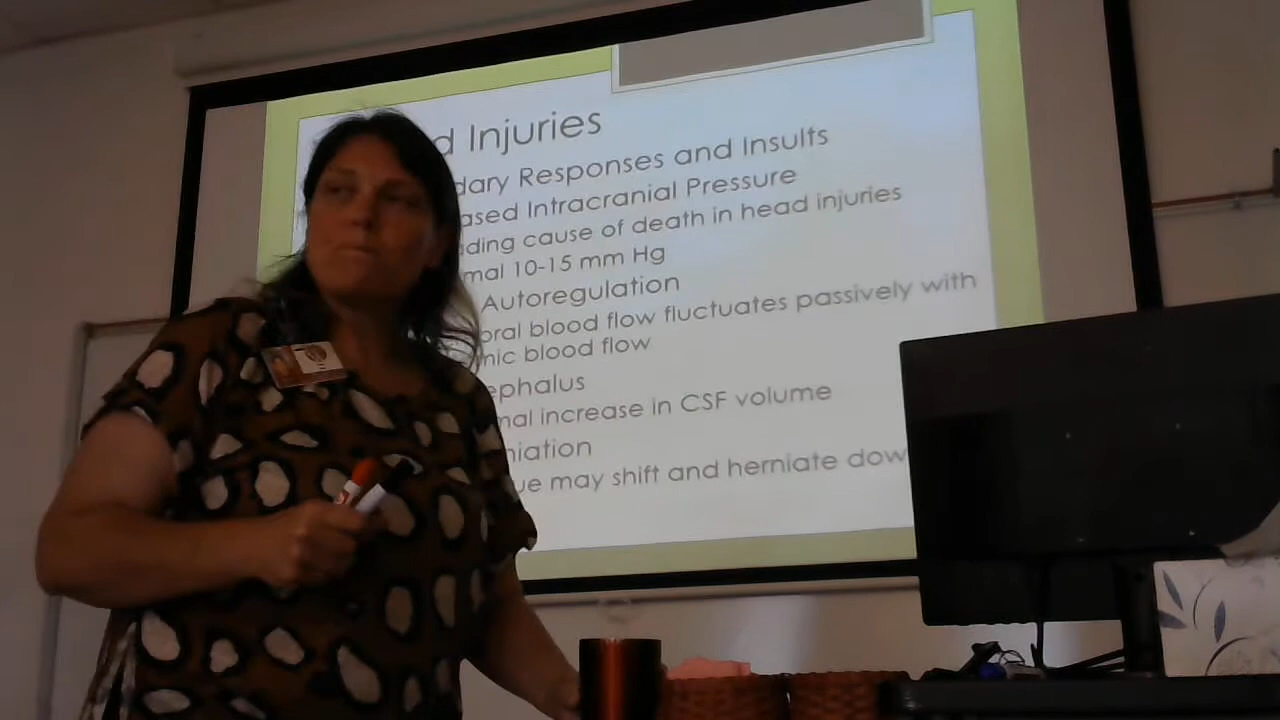 d Injuries
dary Responses and Insults
ased Intracranial Pressure
ding cause of death in head injuries
mal 10-15 mm Hg
Autoregulation
oral blood flow fluctuates passively with
mic blood flow
ephalus
nal increase in CSF volume
niation
ue may shift and herniate dow